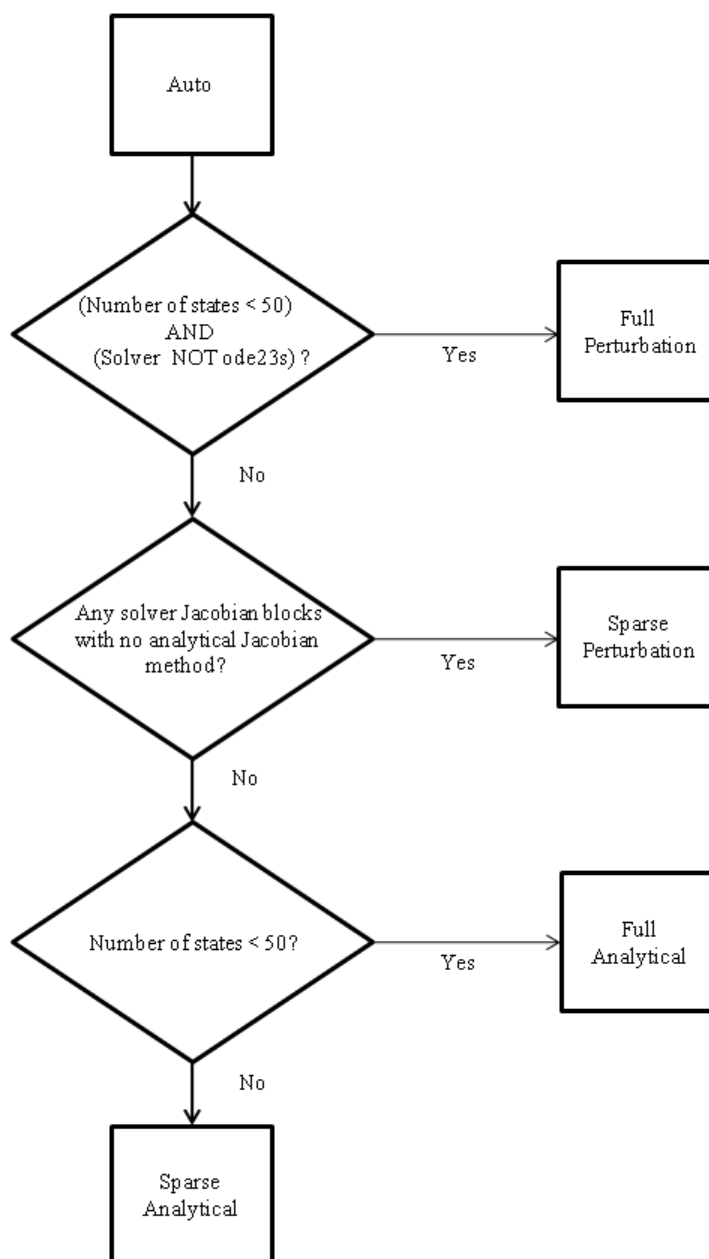 Auto
(Number of states < 50)
AND
(Solver NOT ode23s) ?
Yes
Full
Perturbation
No
Any solver Jacobian blocks
with no analytical Jacobian
method?
Yes
Sparse
Perturbation
No
Number of states < 50?
Yes
Full
Analytical
No
Sparse
Analytical